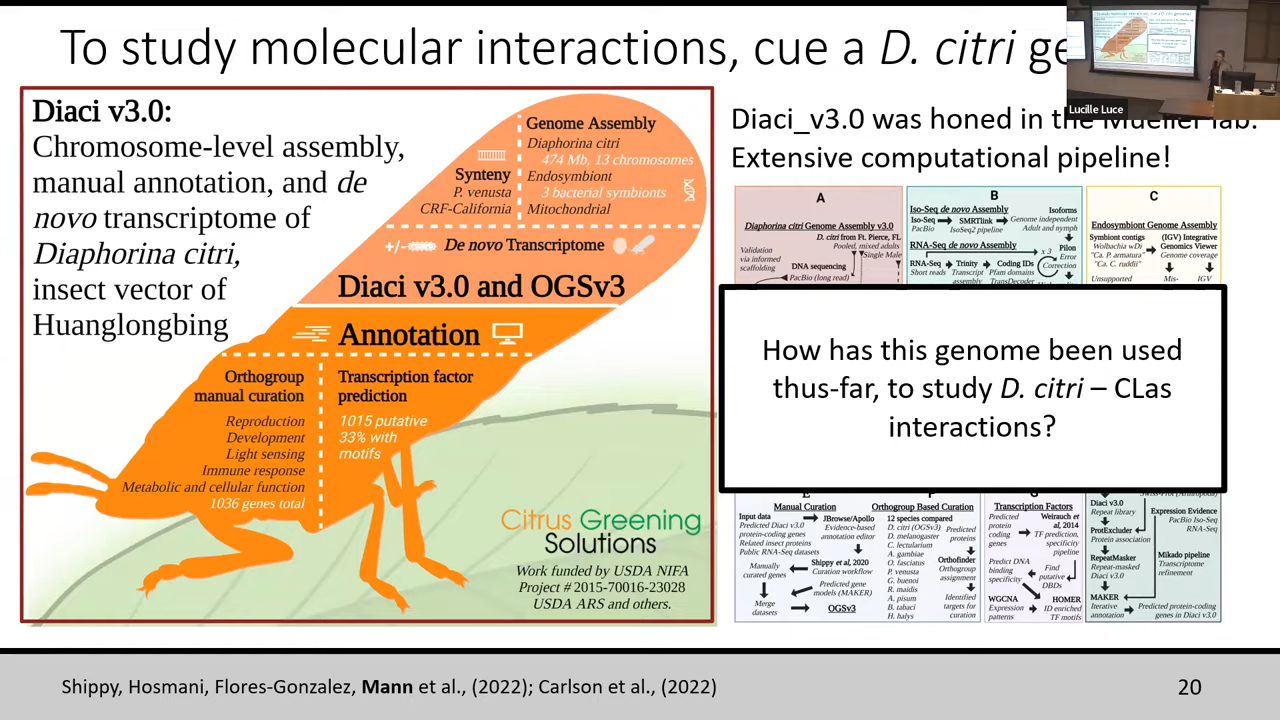 To study molecular interactions, cue a D. citri ge
Lucille Luce
Diaci v3.0:
Chromosome-level assembly,
manual annotation, and de
novo transcriptome of
Diaphorina citri,
insect vector of
Huanglongbing
Genome Assembly
Diaphorina citri
474 Mb, 13 chromosomes
Endosymbiont
3 bacterial symbionts
Mitochondrial
Synteny
P. venusta
CRF-California
+/- De novo Transcriptome
Diaci v3.0 and OGSv3
Annotation
Orthogroup
manual curation
Reproduction
Development
Light sensing
Immune response
Metabolic and cellular function
1036 genes total
Transcription factor
prediction
1015 putative
33% with
motifs
Citrus Greening
Solutions
Work funded by USDA NIFA
Project # 2015-70016-23028
USDA ARS and others.
Diaci_v3.0 was honed in the Mueller lab.
Extensive computational pipeline!
A
Diaphorina citri Genome Assembly v3.0
D. citri from Ft. Pierce, FL
Pooled, mixed adults
Single Male
Validation
via informed
scaffolding
DNA sequencing
PacBio (long read)
B
Iso-Seq de novo Assembly
Iso-Seq
PacBio
SMRTlink
IsoSeq2 pipeline
Isoforms
Genome independent
Adult and nymph
RNA-Seq de novo Assembly
x 3
Pilon
Error
Correction
RNA-Seq
Short reads
Trinity
Transcript
assembly
Coding IDs
Pfam domains
TransDecoder
C
Endosymbiont Genome Assembly
Symbiont contigs
Wolbachia wDi
"Ca. P. armatura"
"Ca. C. ruddii"
(IGV) Integrative
Genomics Viewer
Genome coverage
Unsupported
Mis-
IGV
How has this genome been used
thus-far, to study D. citri – CLas
interactions?
Manual Curation
Input data
Predicted Diaci v3.0
protein-coding genes
Related insect proteins
Public RNA-Seq datasets
JBrowse/Apollo
Evidence-based
annotation editor
Manually
curated genes
Shippy et al, 2020
Curation workflow
Predicted gene
models (MAKER)
Merge
datasets
OGSv3
Orthogroup Based Curation
12 species compared
D. citri (OGSv3)
D. melanogaster
C. lectularium
A. gambiae
O. fasciatus
P. venusta
G. buenoi
R. maidis
A. pisum
B. tabaci
H. halys
Predicted
proteins
Orthofinder
Orthogroup
assignment
Identified
targets for
curation
Transcription Factors
Predicted
protein
coding
genes
Weirauch et
al, 2014
TF prediction,
specificity
pipeline
Predict DNA
binding
specificity
Find
putative
DBDs
WGCNA
Expression
patterns
HOMER
ID enriched
TF motifs
Diaci v3.0
Repeat library
ProtExcluder
Protein association
RepeatMasker
Repeat-masked
Diaci v3.0
MAKER
Iterative
annotation
Expression Evidence
PacBio Iso-Seq
RNA-Seq
Mikado pipeline
Transcriptome
refinement
Predicted protein-coding
genes in Diaci v3.0
Shippy, Hosmani, Flores-Gonzalez, Mann et al., (2022); Carlson et al., (2022)
20